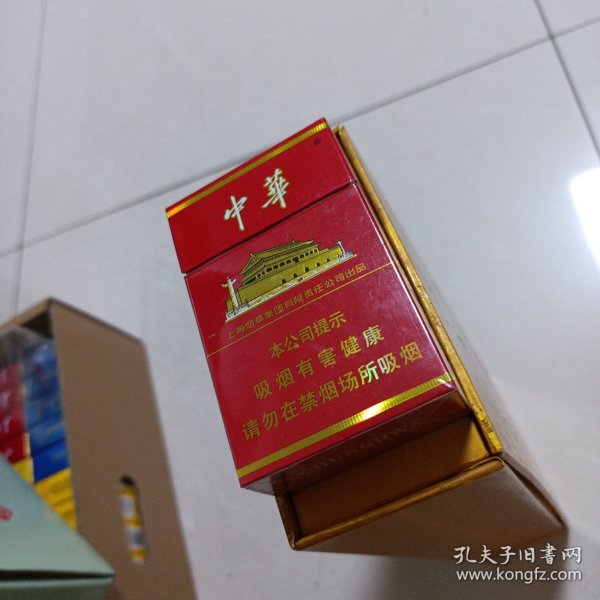 中華
®
上海烟草集团有限责任公司出品
本公司提示
吸烟有害健康
请勿在禁烟场所吸烟
CHUNGHWA
孔夫子旧书网
www.kongfz.com